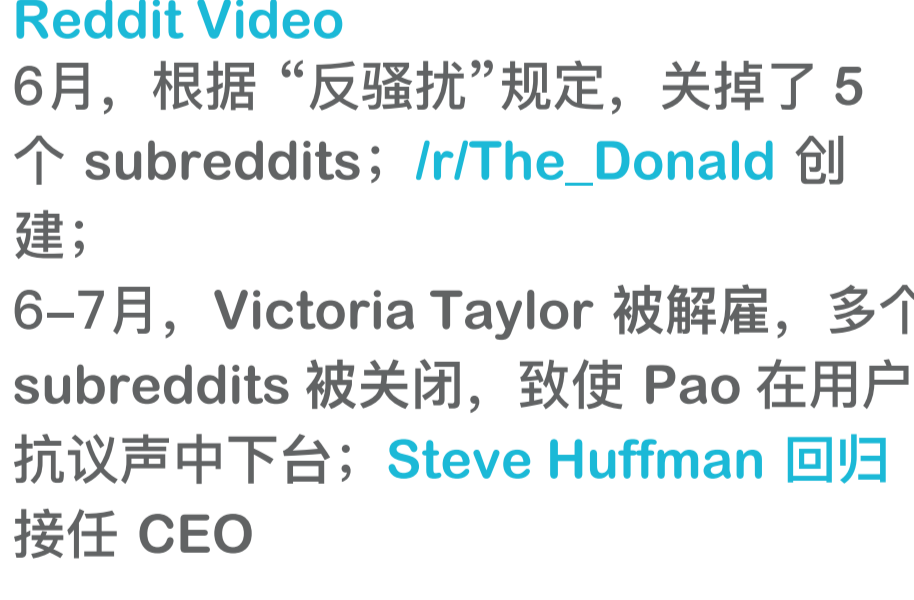 Reddit Video
6月，根据 “反骚扰”规定，关掉了 5
个 subreddits；/r/The_Donald 创
建；
6–7月，Victoria Taylor 被解雇，多个
subreddits 被关闭，致使 Pao 在用户
抗议声中下台；Steve Huffman 回归
接任 CEO